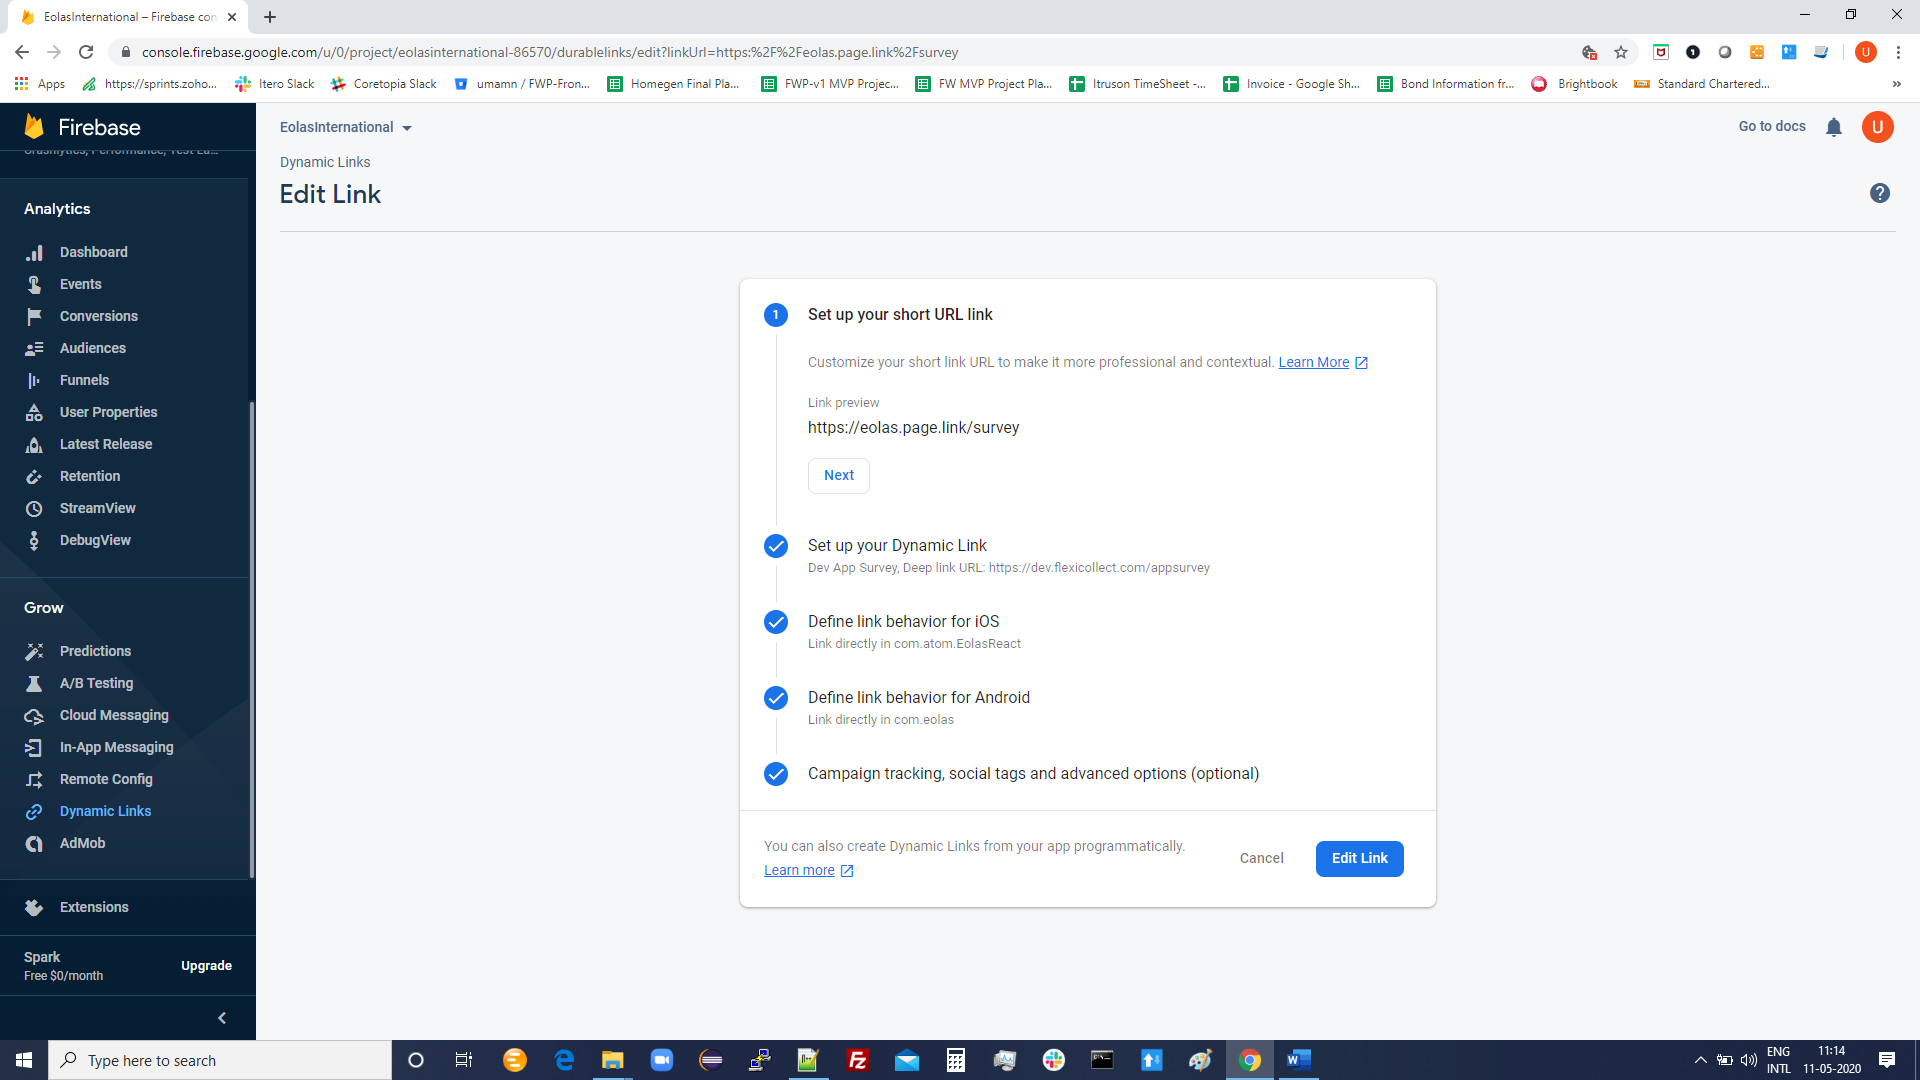 EolasInternational – Firebase con
console.firebase.google.com/u/0/project/eolasinternational-86570/durablelinks/edit?linkUrl=https:%2F%2Feolas.page.link%2Fsurvey
U
Apps
https://sprints.zoho...
Itero Slack
Coretopia Slack
umamn / FWP-Fron...
Homegen Final Pla...
FWP-v1 MVP Projec...
FW MVP Project Pla...
Itruson TimeSheet -...
Invoice - Google Sh...
Bond Information fr...
Brightbook
Standard Chartered...
»
Firebase
EolasInternational
Go to docs
U
Crashlytics, Performance, Test La...
Dynamic Links
Edit Link
?
Analytics
Dashboard
Events
Conversions
Audiences
Funnels
User Properties
Latest Release
Retention
StreamView
DebugView
Grow
Predictions
A/B Testing
Cloud Messaging
In-App Messaging
Remote Config
Dynamic Links
AdMob
Extensions
Spark
Free $0/month
Upgrade
1
Set up your short URL link
Customize your short link URL to make it more professional and contextual. Learn More
Link preview
https://eolas.page.link/survey
Next
Set up your Dynamic Link
Dev App Survey, Deep link URL: https://dev.flexicollect.com/appsurvey
Define link behavior for iOS
Link directly in com.atom.EolasReact
Define link behavior for Android
Link directly in com.eolas
Campaign tracking, social tags and advanced options (optional)
You can also create Dynamic Links from your app programmatically.
Learn more
Cancel
Edit Link
Type here to search
ENG
INTL
11:14
11-05-2020